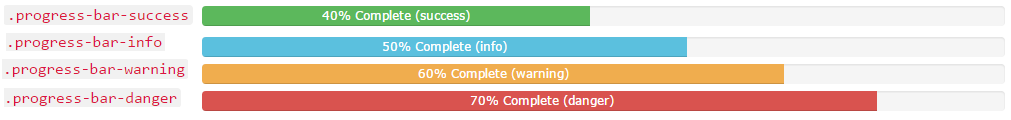 .progress-bar-success 40% Complete (success)
.progress-bar-info 50% Complete (info)
.progress-bar-warning 60% Complete (warning)
.progress-bar-danger 70% Complete (danger)